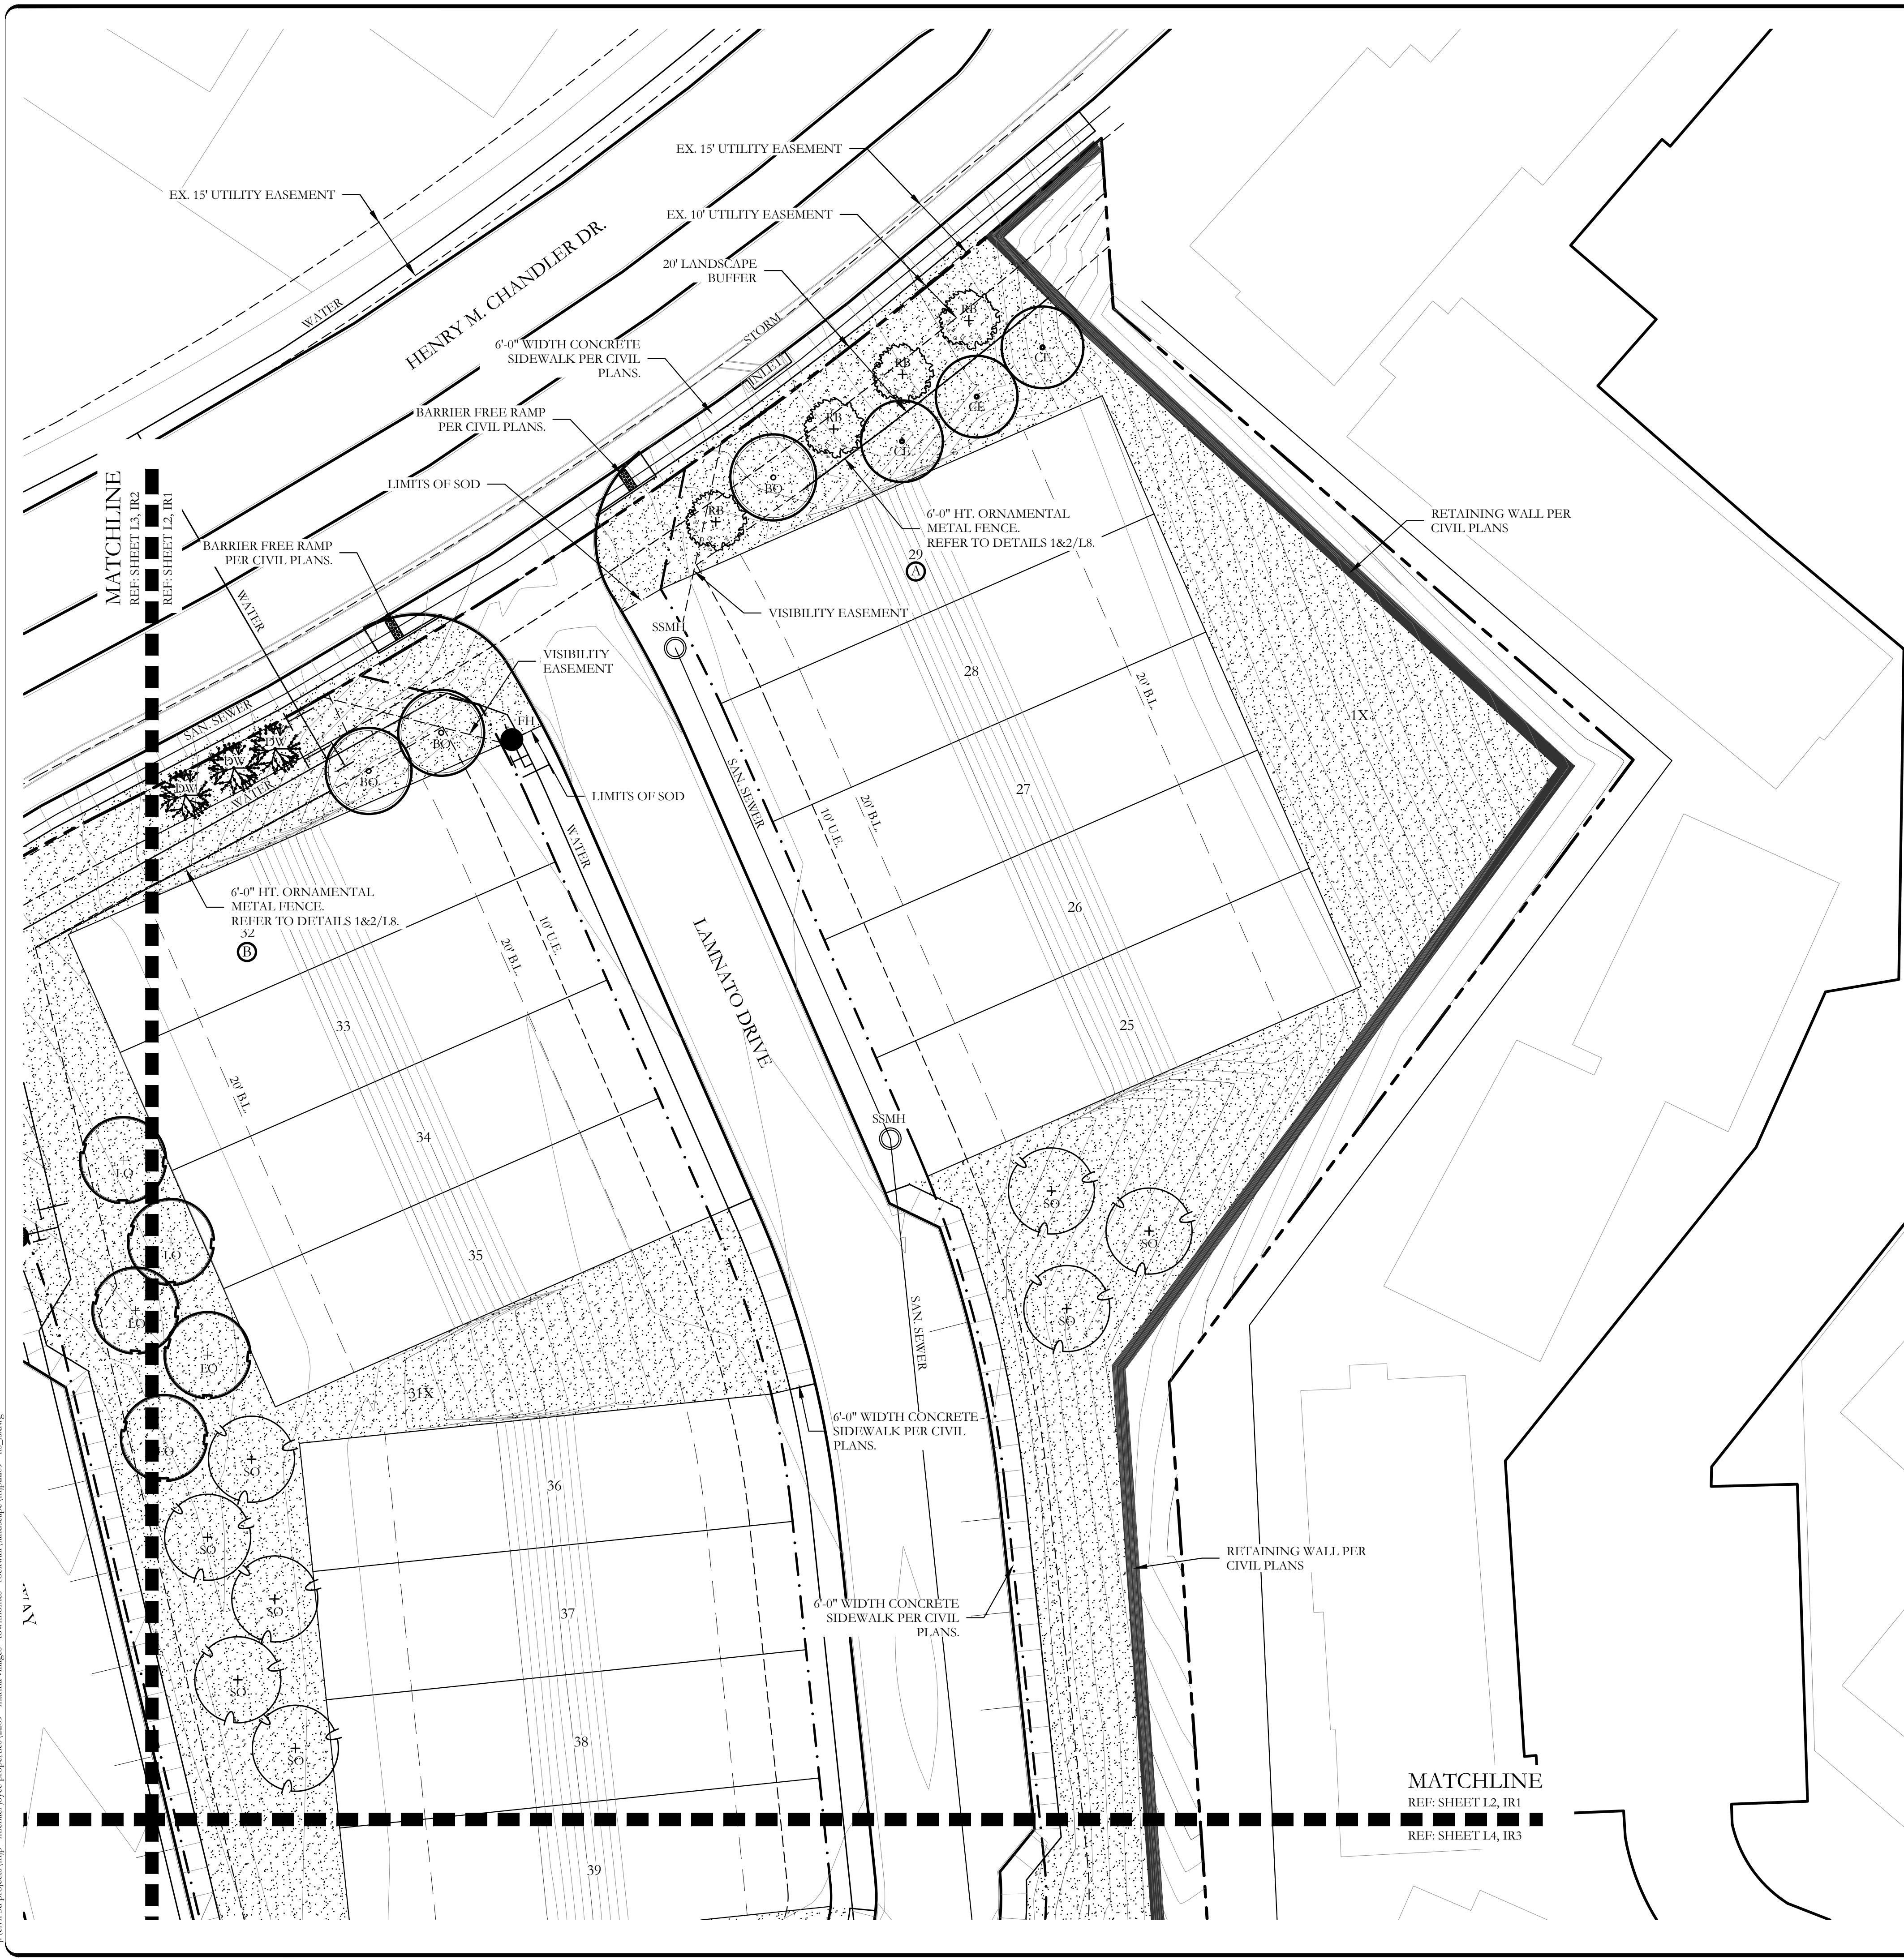 EX. 15' UTILITY EASEMENT
EX. 15' UTILITY EASEMENT
EX. 10' UTILITY EASEMENT
HENRY M. CHANDLER DR.
20' LANDSCAPE
BUFFER
WATER
STORM
INLET
6'-0" WIDTH CONCRETE
SIDEWALK PER CIVIL
PLANS.
RB
CE
RB
CE
RB
CE
BO
RB
BARRIER FREE RAMP
PER CIVIL PLANS.
LIMITS OF SOD
MATCHLINE
REF: SHEET L3, IR2
REF: SHEET L2, IR1
BARRIER FREE RAMP
PER CIVIL PLANS.
WATER
6'-0" HT. ORNAMENTAL
METAL FENCE.
REFER TO DETAILS 1&2/L8.
29
A
RETAINING WALL PER
CIVIL PLANS
VISIBILITY EASEMENT
SSMH
VISIBILITY
EASEMENT
28
20' B.L.
1X
SAN. SEWER
FH
BO
BO
DW
DW
DW
WATER
LIMITS OF SOD
SAN. SEWER
27
10' U.E.
20' B.L.
WATER
6'-0" HT. ORNAMENTAL
METAL FENCE.
REFER TO DETAILS 1&2/L8.
32
B
26
20' B.L.
10' U.E.
LAMNATO DRIVE
33
25
20' B.L.
34
SSMH
LO
LO
LO
LO
LO
35
SO
SO
SO
SAN. SEWER
31X
6'-0" WIDTH CONCRETE
SIDEWALK PER CIVIL
PLANS.
SO
SO
SO
SO
SO
36
37
38
39
RETAINING WALL PER
CIVIL PLANS
6'-0" WIDTH CONCRETE
SIDEWALK PER CIVIL
PLANS.
MATCHLINE
REF: SHEET L2, IR1
REF: SHEET L4, IR3